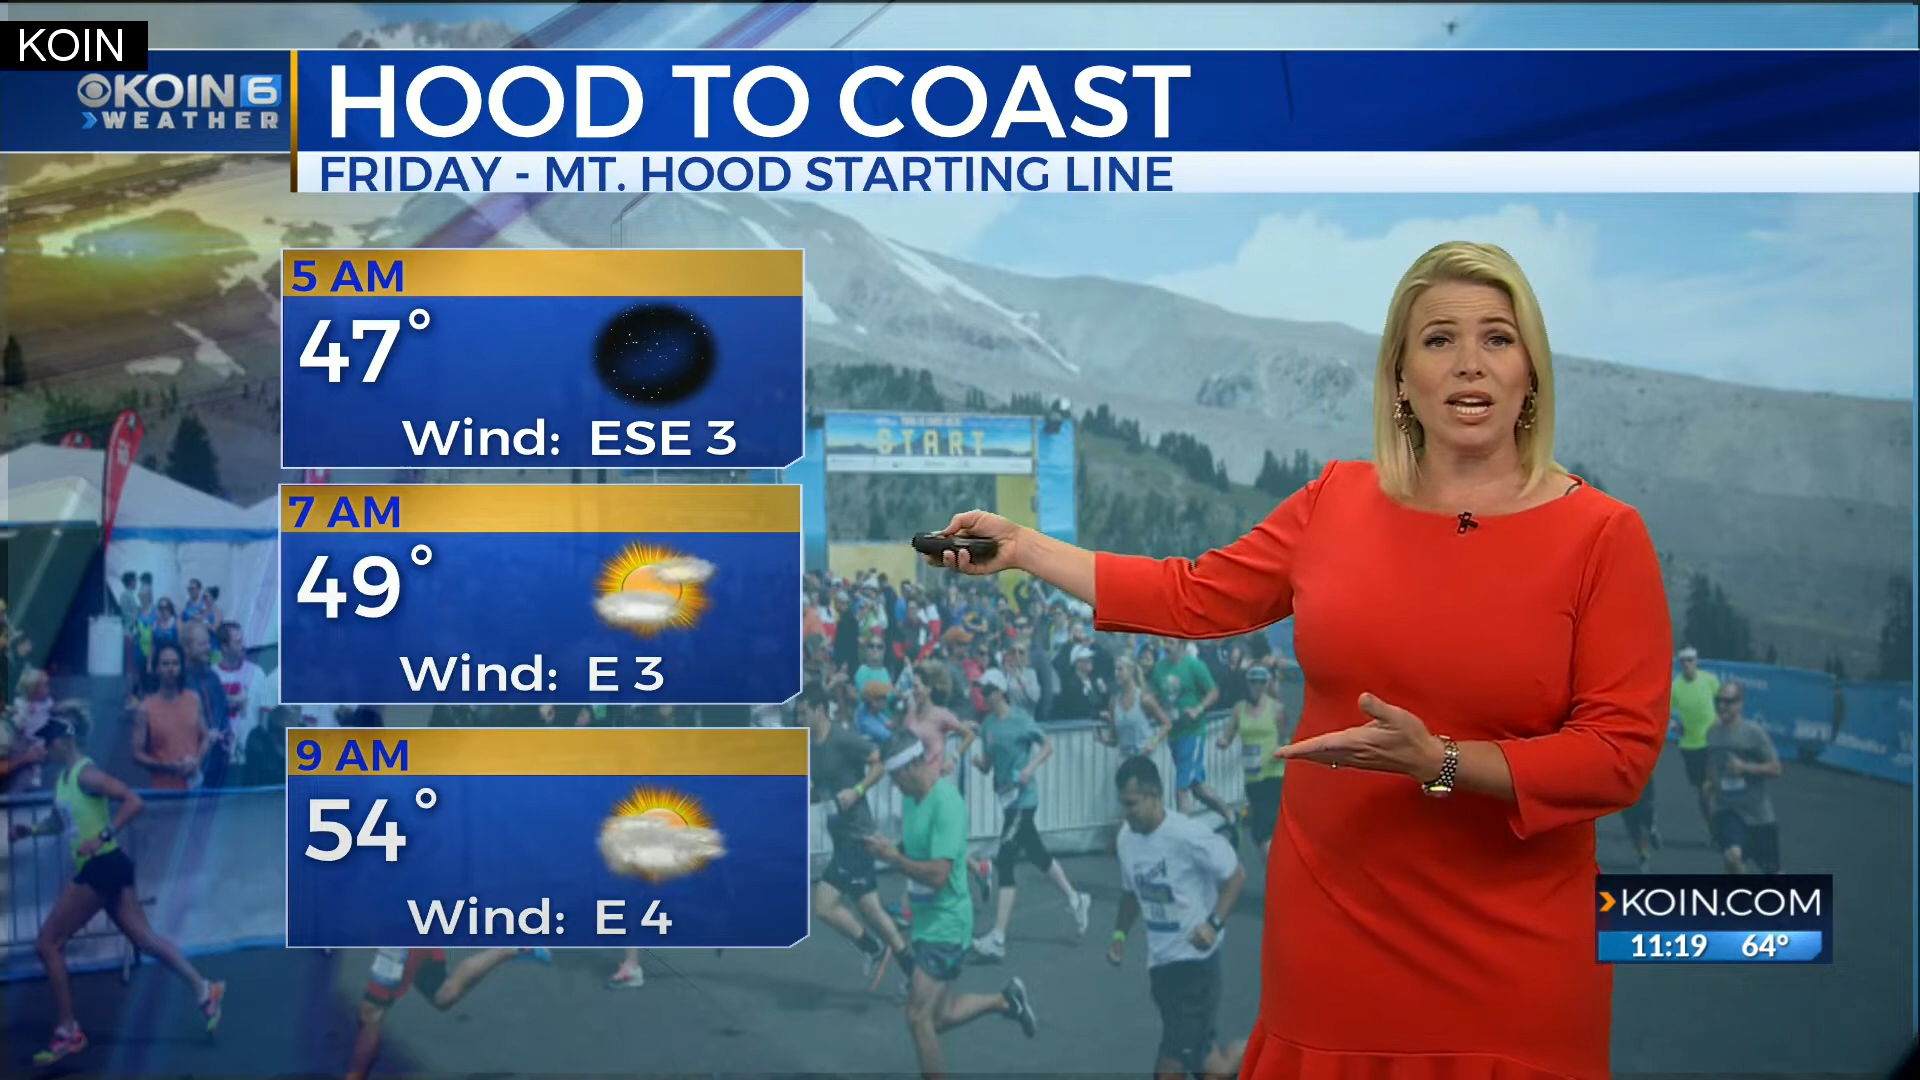 KOIN
KOIN 6
WEATHER
HOOD TO COAST
FRIDAY - MT. HOOD STARTING LINE
5 AM
47°
Wind: ESE 3
7 AM
49°
Wind: E 3
9 AM
54°
Wind: E 4
START
KOIN.COM
11:19 64°